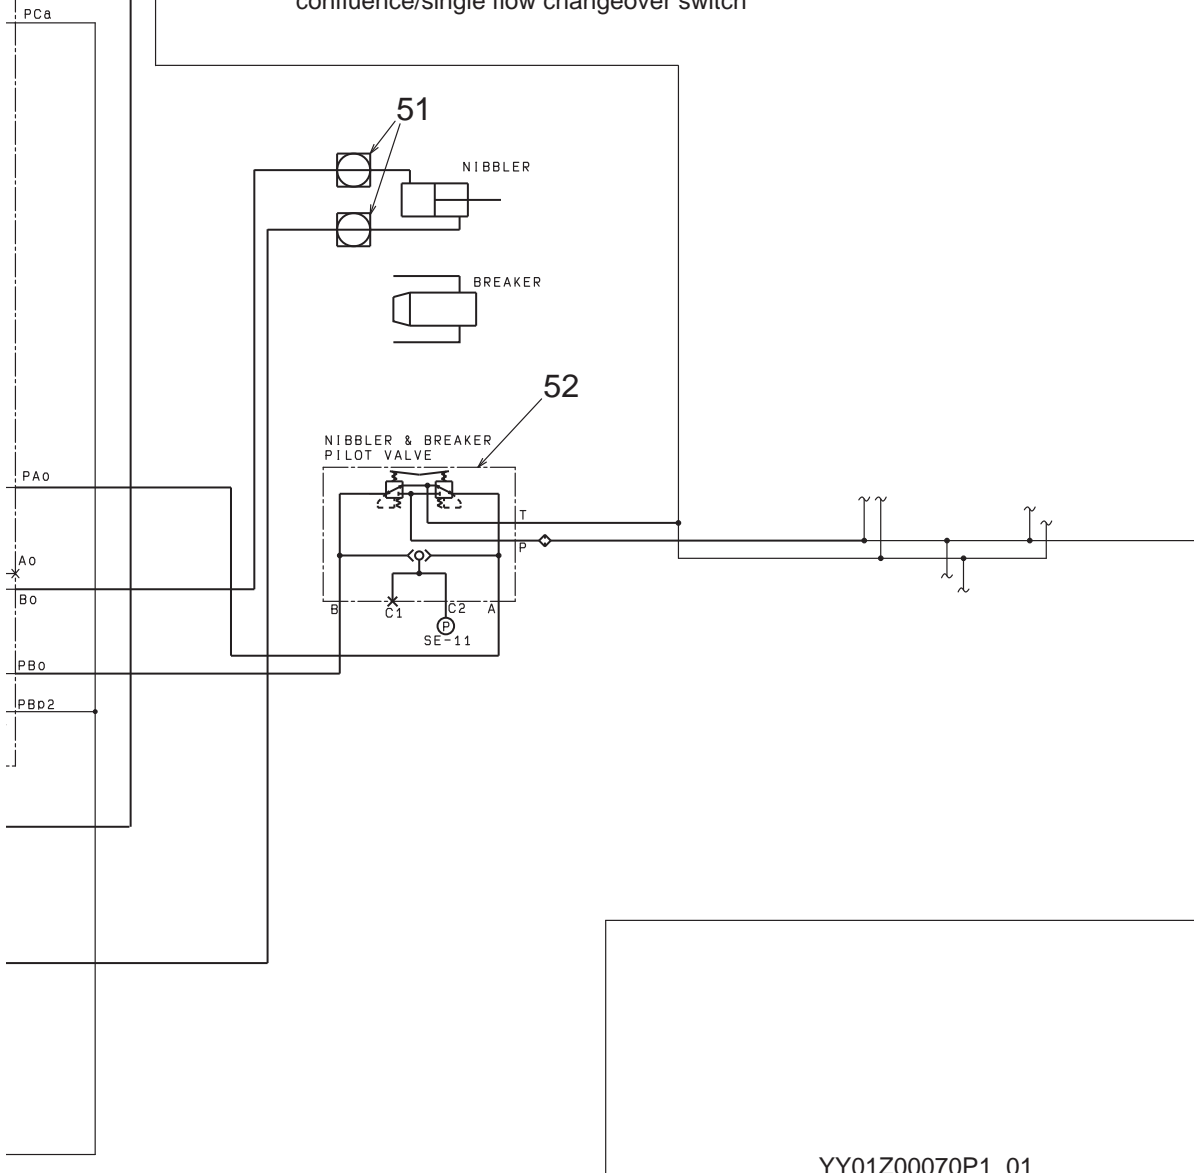 confluence/single flow changeover switch
PCa
51
NIBBLER
BREAKER
52
NIBBLER & BREAKER
PILOT VALVE
PAo
T
P
Ao
Bo
B
C1
C2
A
P
SE-11
PBo
PBp2
YY01Z00070P1_01